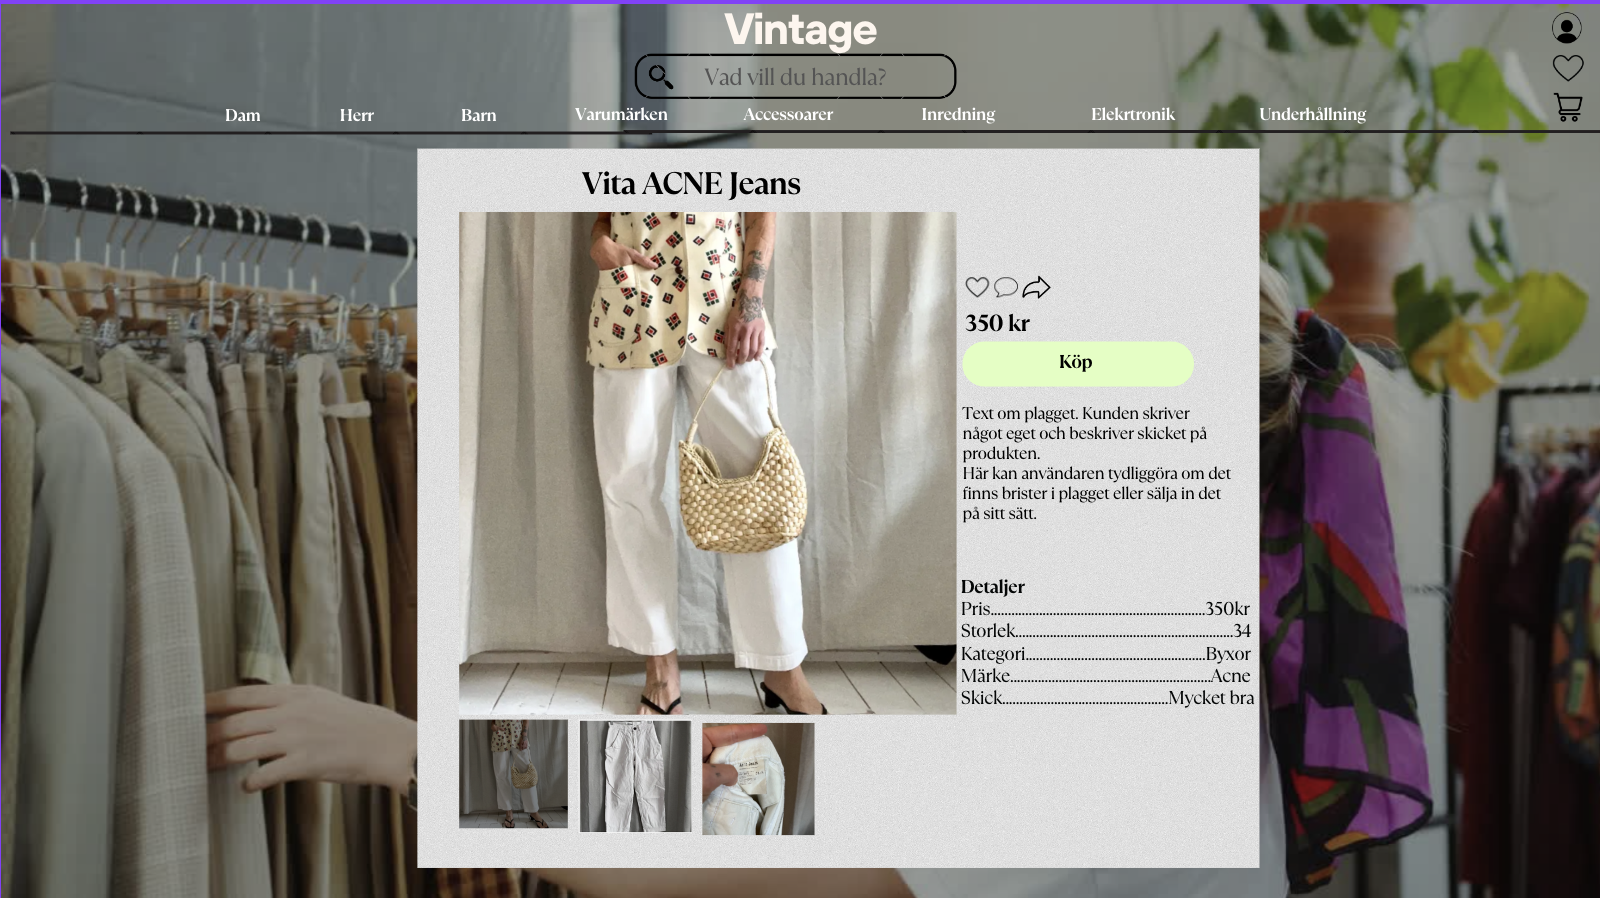 Vintage
Vad vill du handla?
Dam Herr Barn Varumärken Accessoarer Inredning Elekrtronik Underhållning
Vita ACNE Jeans
350 kr
Köp
Text om plagget. Kunden skriver
något eget och beskriver skicket på
produkten.
Här kan användaren tydliggöra om det
finns brister i plagget eller sälja in det
på sitt sätt.
Detaljer
Pris..............................................................350kr
Storlek...............................................................34
Kategori....................................................Byxor
Märke..........................................................Acne
Skick................................................Mycket bra